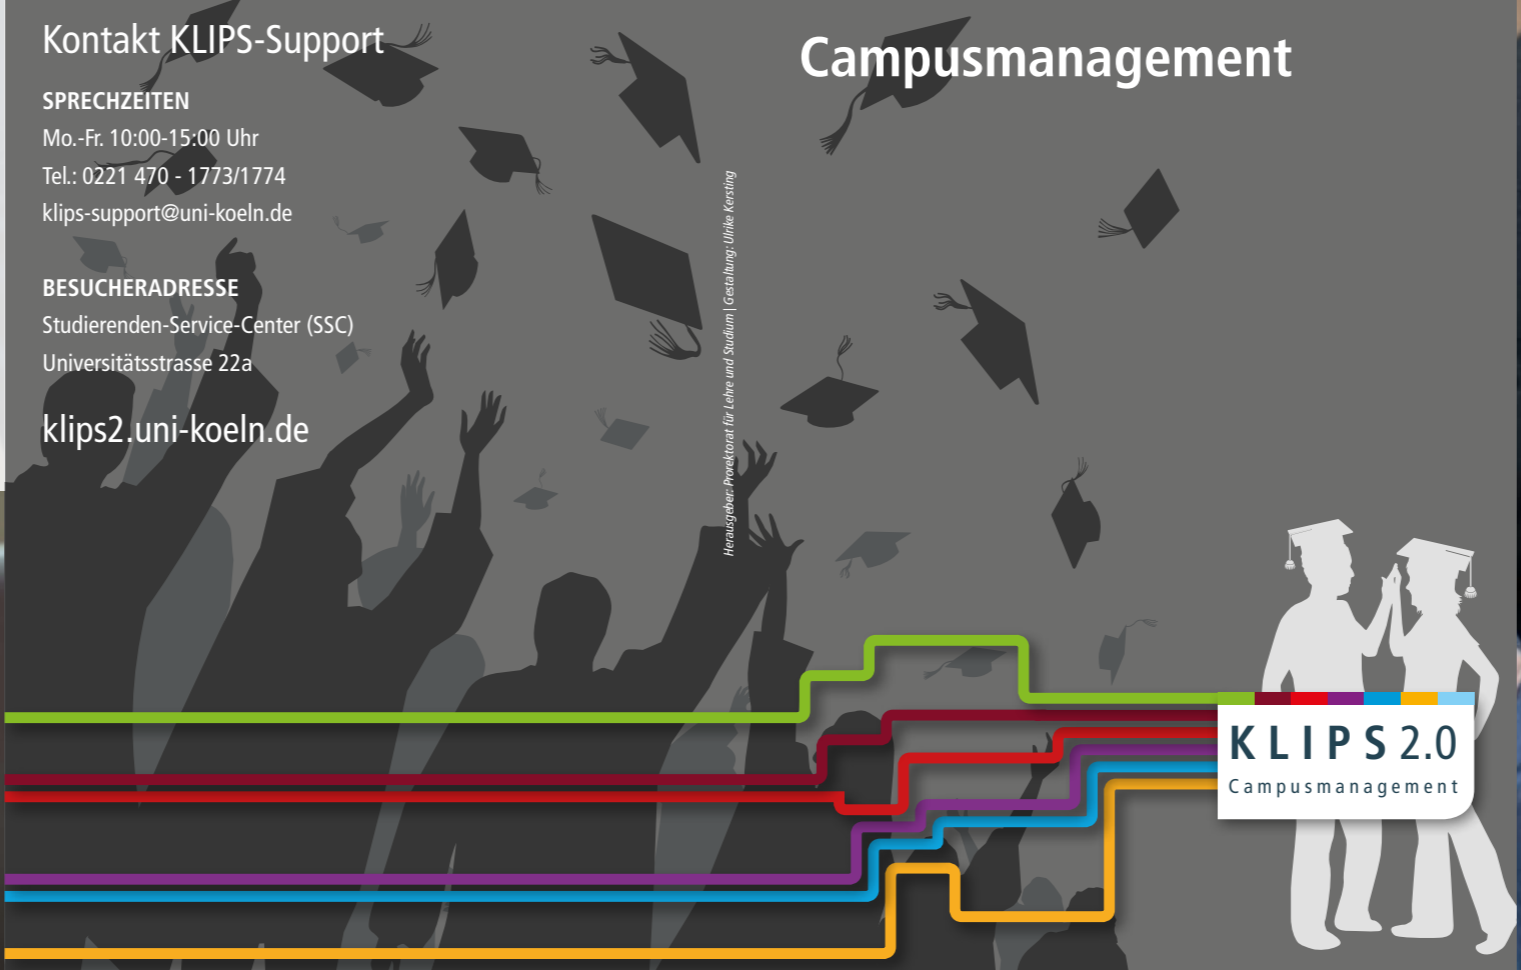 Kontakt KLIPS-Support
SPRECHZEITEN
Mo.-Fr. 10:00-15:00 Uhr
Tel.: 0221 470 - 1773/1774
klips-support@uni-koeln.de
BESUCHERADRESSE
Studierenden-Service-Center (SSC)
Universitätsstrasse 22a
klips2.uni-koeln.de
Herausgeber: Prorektorat für Lehre und Studium | Gestaltung: Ulrike Kersting
Campusmanagement
KLIPS 2.0
Campusmanagement